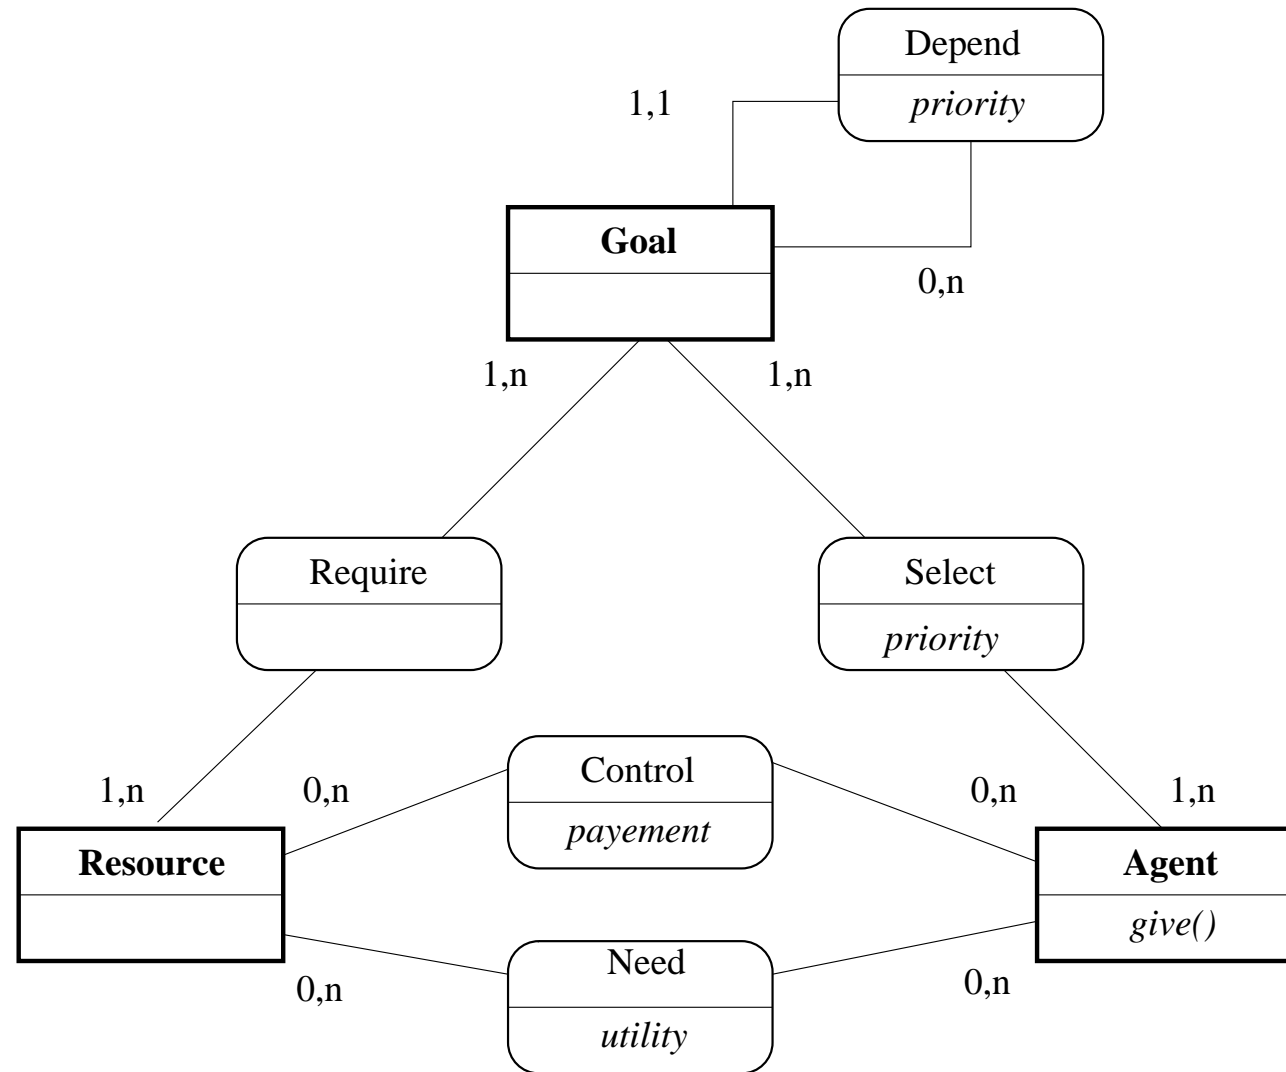 Depend
1,1
priority
Goal
0,n
1,n
1,n
Require
Select
priority
Control
1,n
0,n
0,n
1,n
payement
Resource
Agent
give()
Need
0,n
0,n
utility